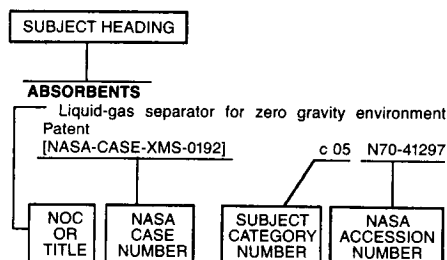 SUBJECT HEADING
ABSORBENTS
Liquid-gas separator for zero gravity environment
Patent
[NASA-CASE-XMS-0192] c 05 N70-41297
NOC OR TITLE
NASA CASE NUMBER
SUBJECT CATEGORY NUMBER
NASA ACCESSION NUMBER